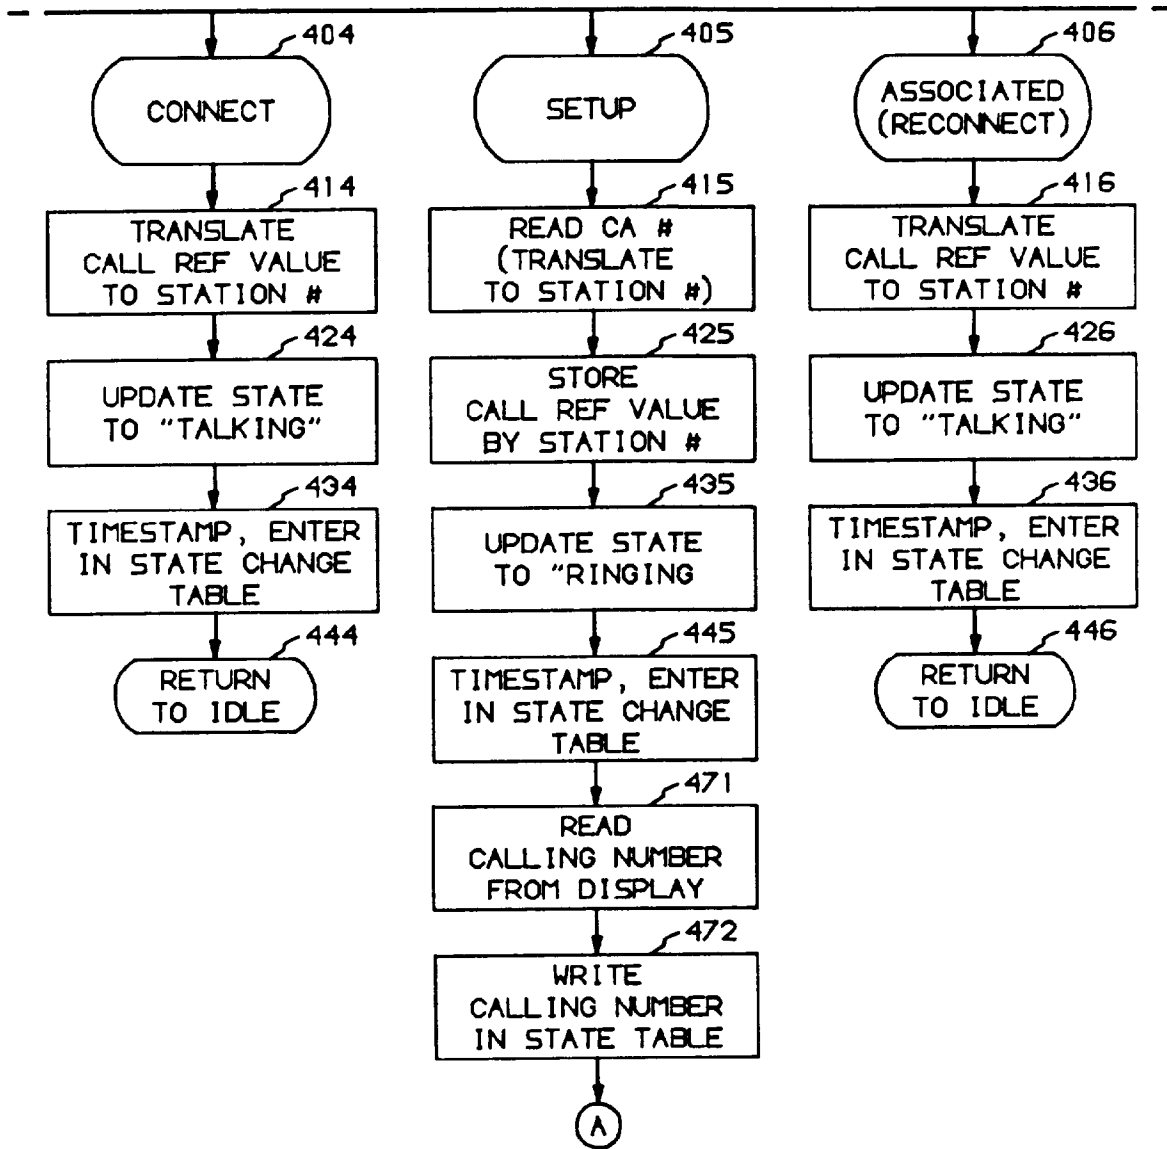 404
CONNECT
414
TRANSLATE
CALL REF VALUE
TO STATION #
424
UPDATE STATE
TO "TALKING"
434
TIMESTAMP, ENTER
IN STATE CHANGE
TABLE
444
RETURN
TO IDLE
405
SETUP
415
READ CA #
(TRANSLATE
TO STATION #)
425
STORE
CALL REF VALUE
BY STATION #
435
UPDATE STATE
TO "RINGING
445
TIMESTAMP, ENTER
IN STATE CHANGE
TABLE
471
READ
CALLING NUMBER
FROM DISPLAY
472
WRITE
CALLING NUMBER
IN STATE TABLE
A
406
ASSOCIATED
(RECONNECT)
416
TRANSLATE
CALL REF VALUE
TO STATION #
426
UPDATE STATE
TO "TALKING"
436
TIMESTAMP, ENTER
IN STATE CHANGE
TABLE
446
RETURN
TO IDLE